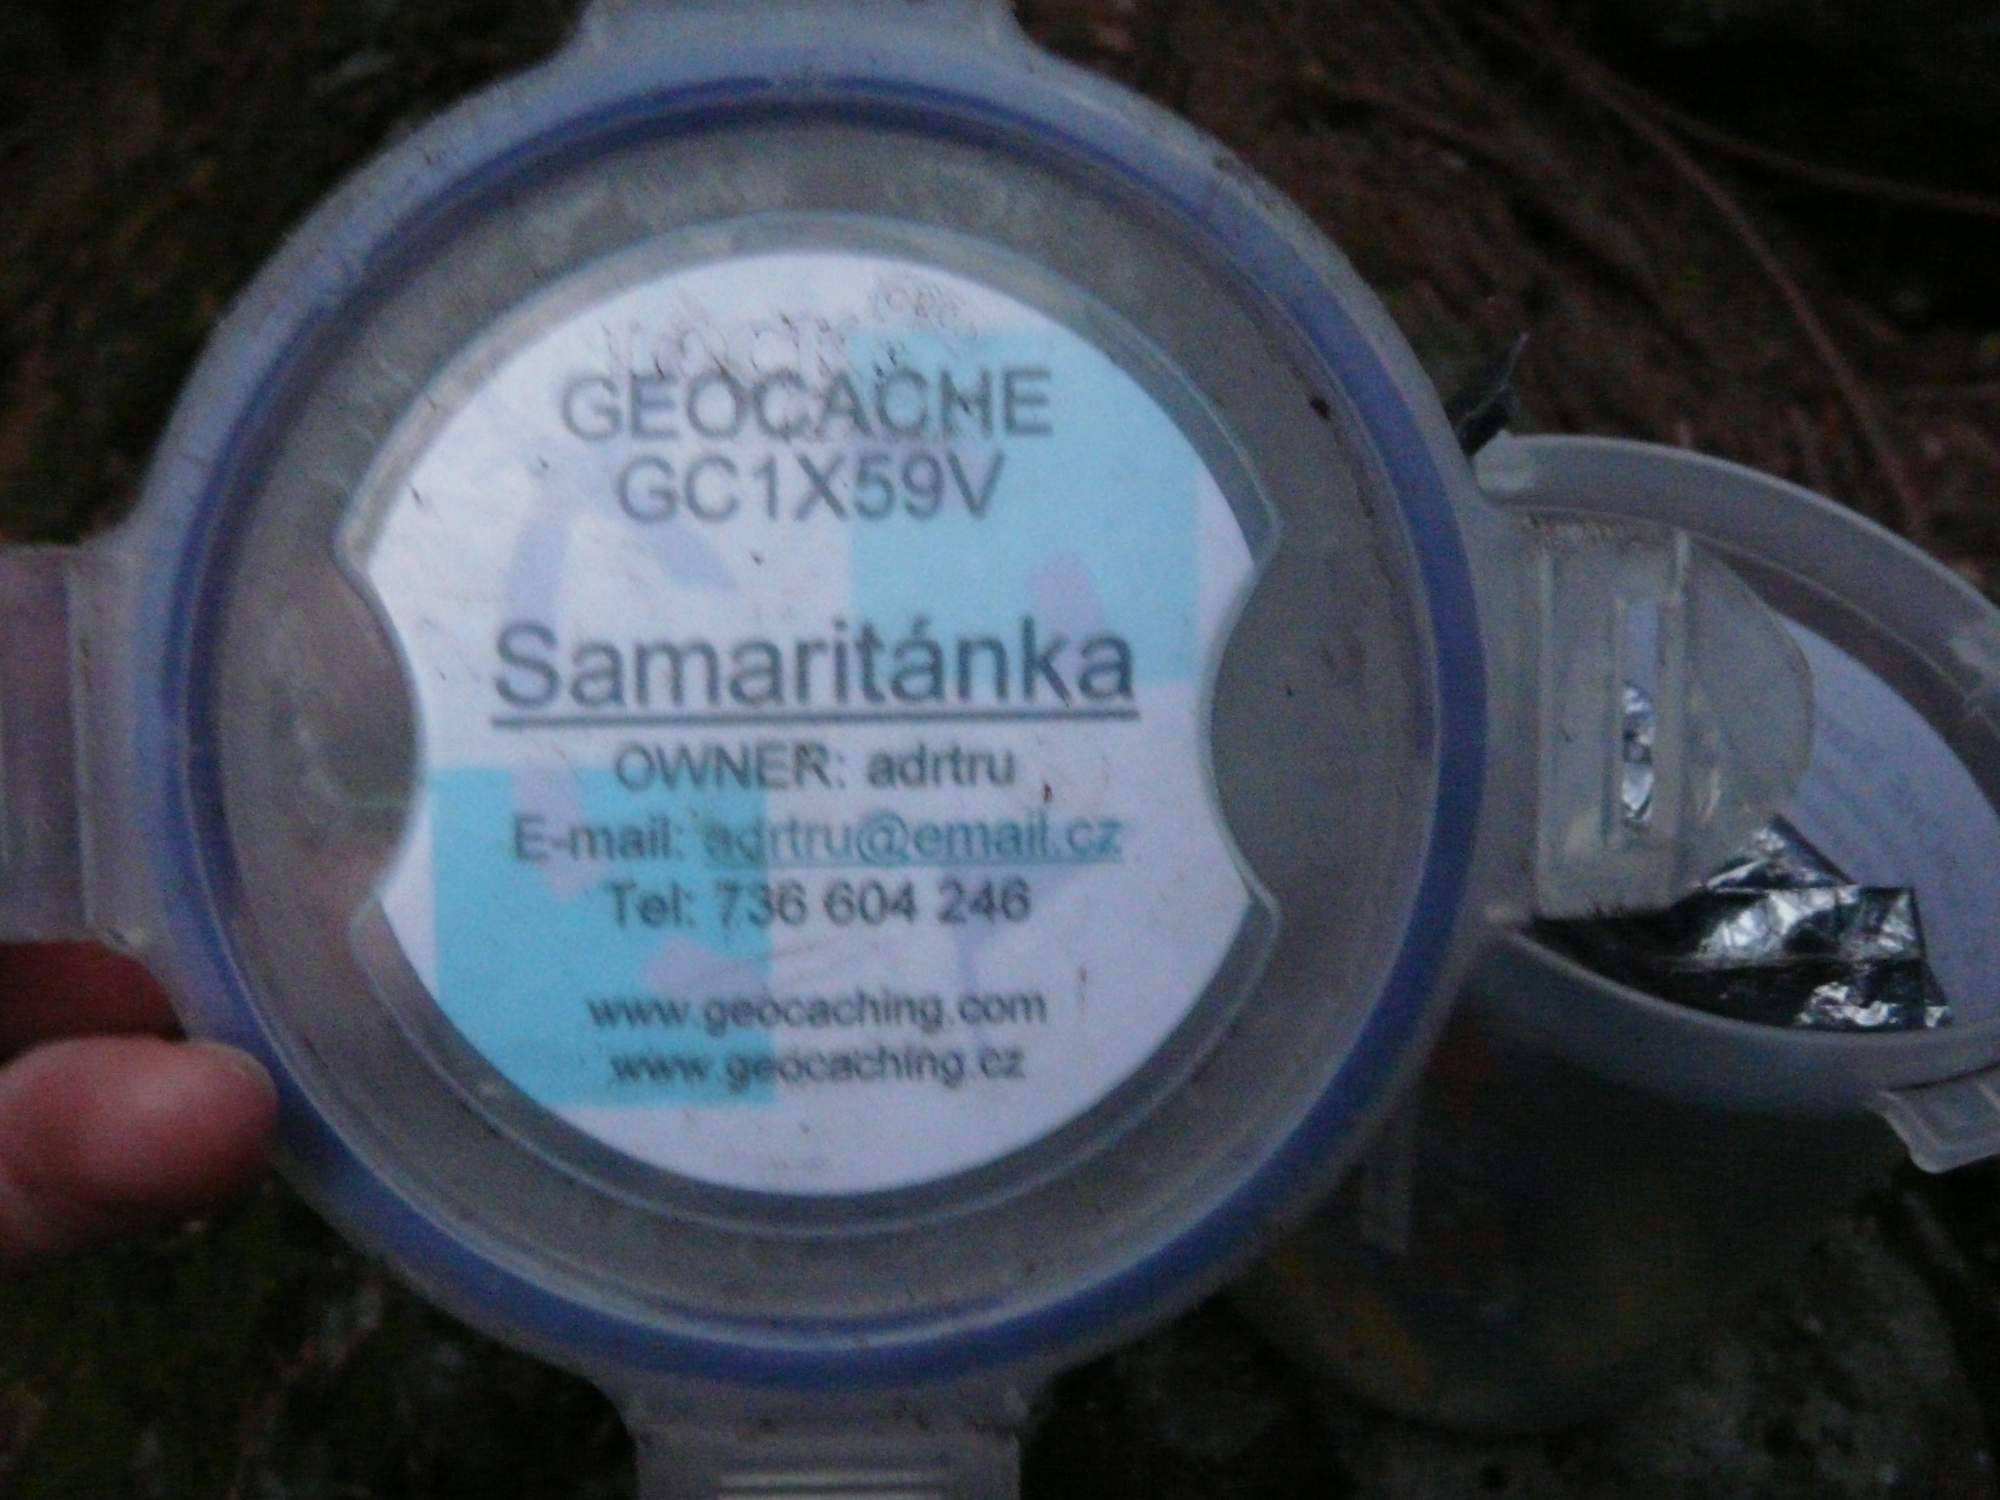 GEOCACHE
GC1X59V
Samaritánka
OWNER: adrtru
E-mail: adrtru@email.cz
Tel: 736 604 246
www.geocaching.com
www.geocaching.cz